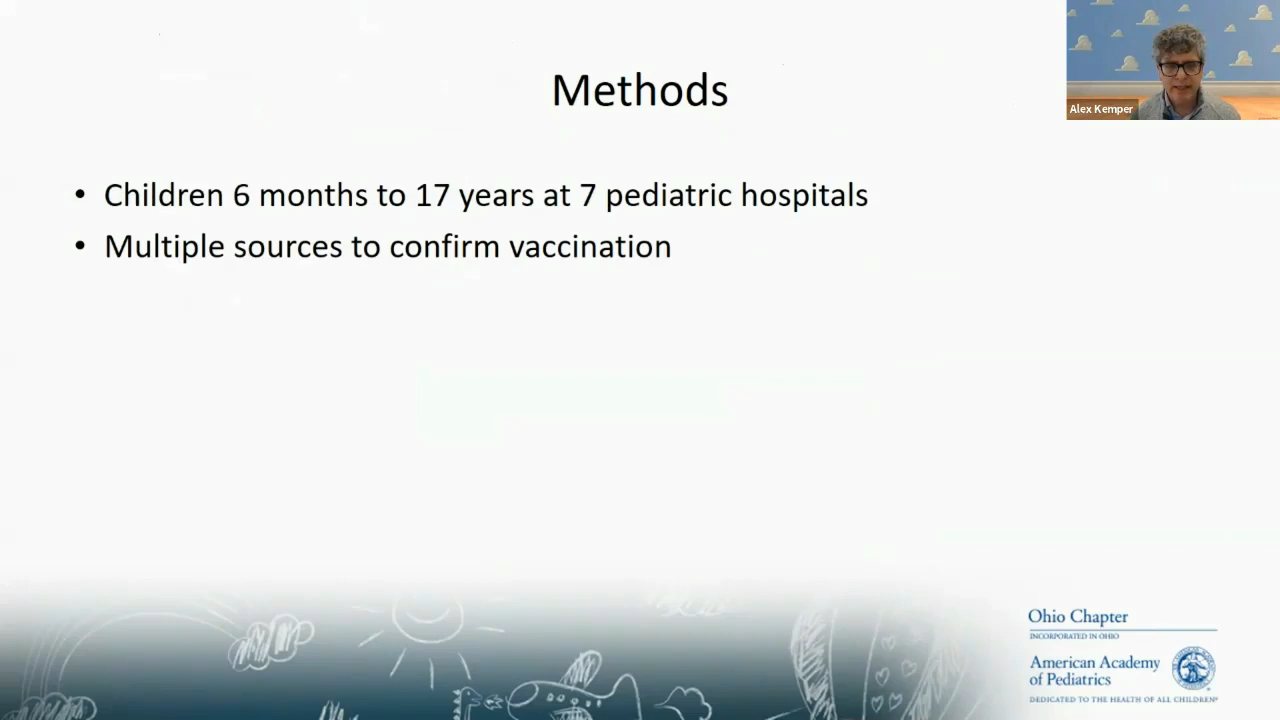 Methods
Alex Kemper
• Children 6 months to 17 years at 7 pediatric hospitals
• Multiple sources to confirm vaccination
Ohio Chapter
INCORPORATED IN OHIO
American Academy
of Pediatrics
DEDICATED TO THE HEALTH OF ALL CHILDREN®